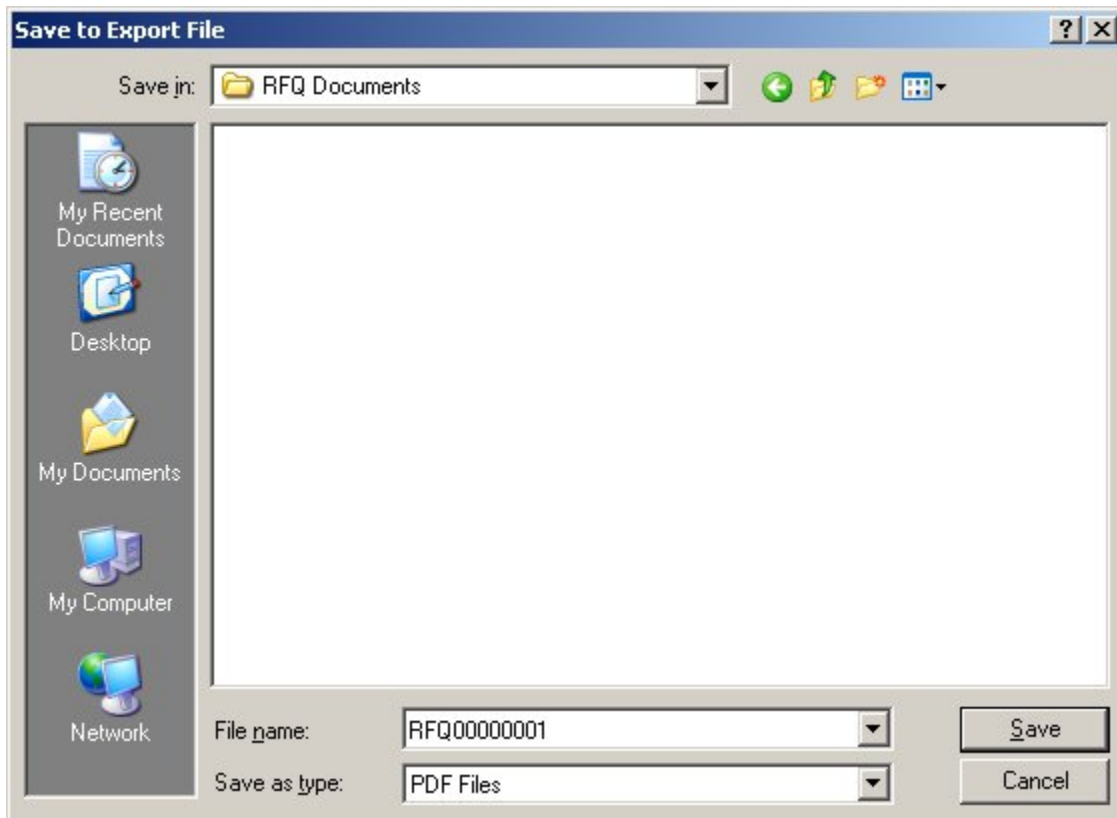 Save to Export File
Save in: RFQ Documents
My Recent
Documents
Desktop
My Documents
My Computer
Network
File name: RFQ00000001 Save
Save as type: PDF Files Cancel